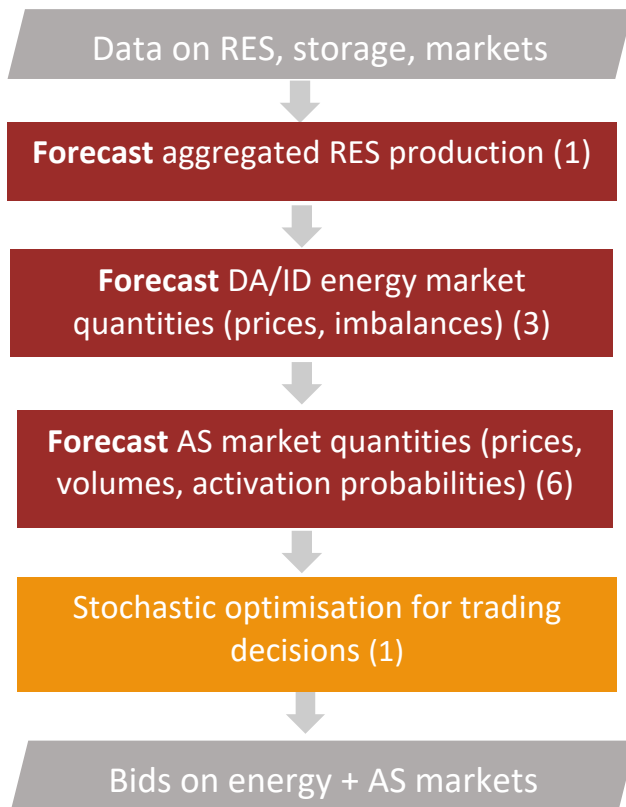 Data on RES, storage, markets
Forecast aggregated RES production (1)
Forecast DA/ID energy market
quantities (prices, imbalances) (3)
Forecast AS market quantities (prices,
volumes, activation probabilities) (6)
Stochastic optimisation for trading
decisions (1)
Bids on energy + AS markets